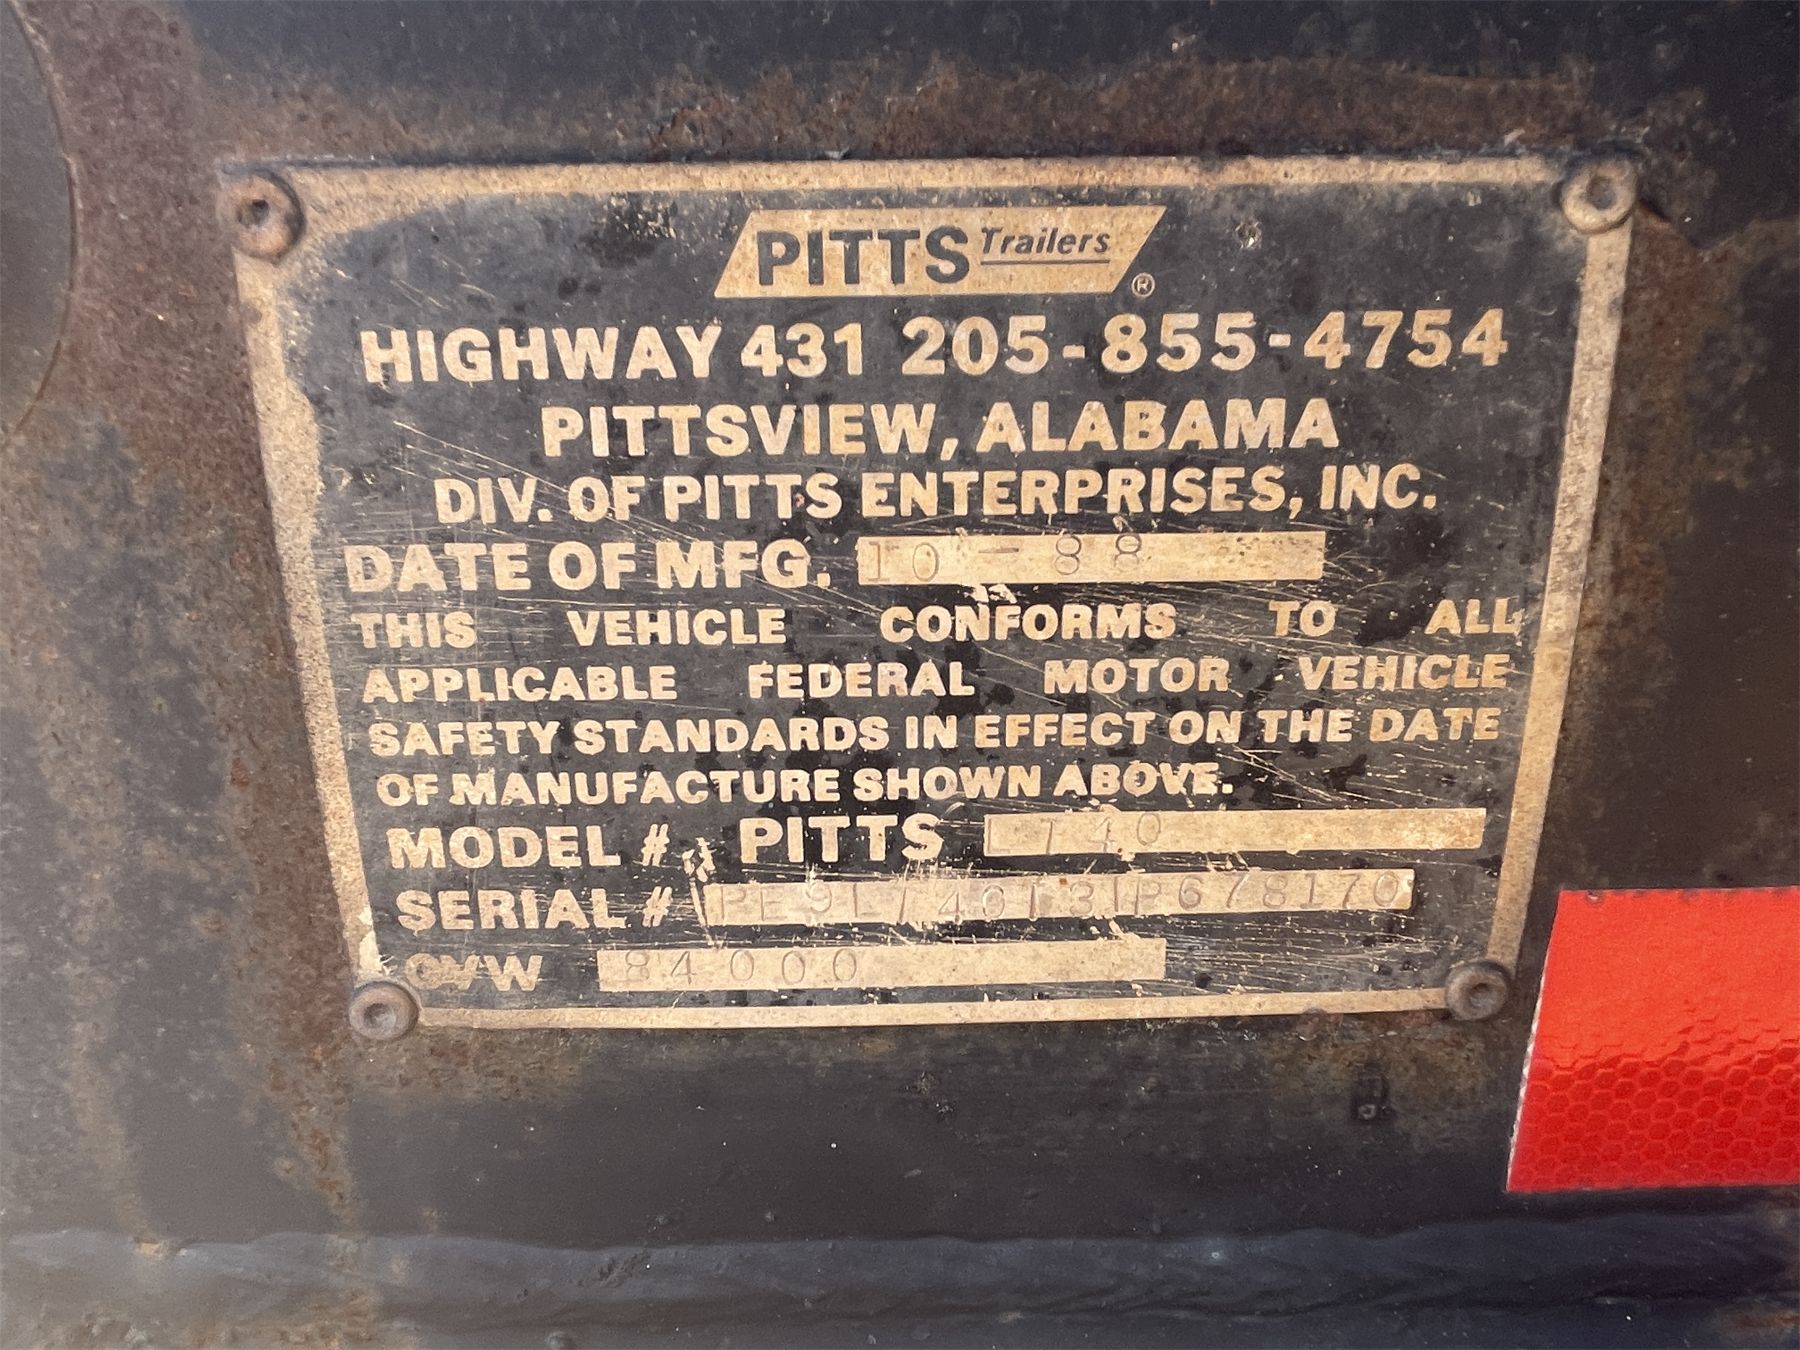 PITTS Trailers ®
HIGHWAY 431 205-855-4754
PITTSVIEW, ALABAMA
DIV. OF PITTS ENTERPRISES, INC.
DATE OF MFG. 10-88
THIS VEHICLE CONFORMS TO ALL
APPLICABLE FEDERAL MOTOR VEHICLE
SAFETY STANDARDS IN EFFECT ON THE DATE
OF MANUFACTURE SHOWN ABOVE.
MODEL # PITTS LT40
SERIAL #
GVW 84000